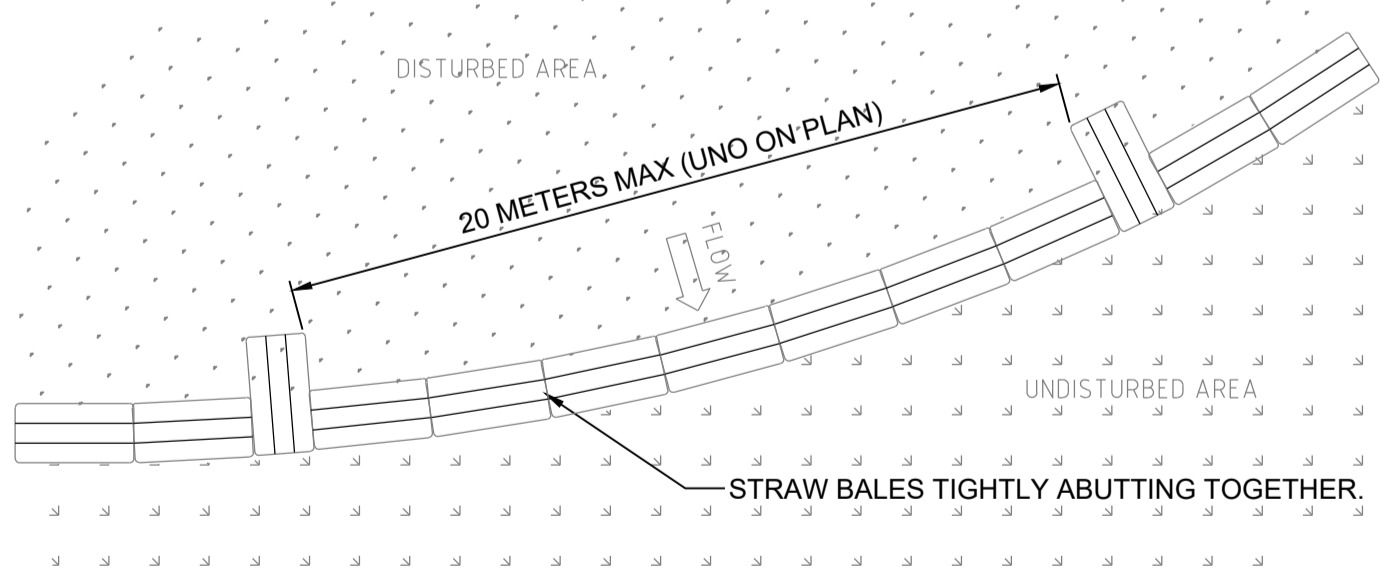 DISTURBED AREA
20 METERS MAX (UNO ON PLAN)
FLOW
UNDISTURBED AREA
STRAW BALES TIGHTLY ABUTTING TOGETHER.